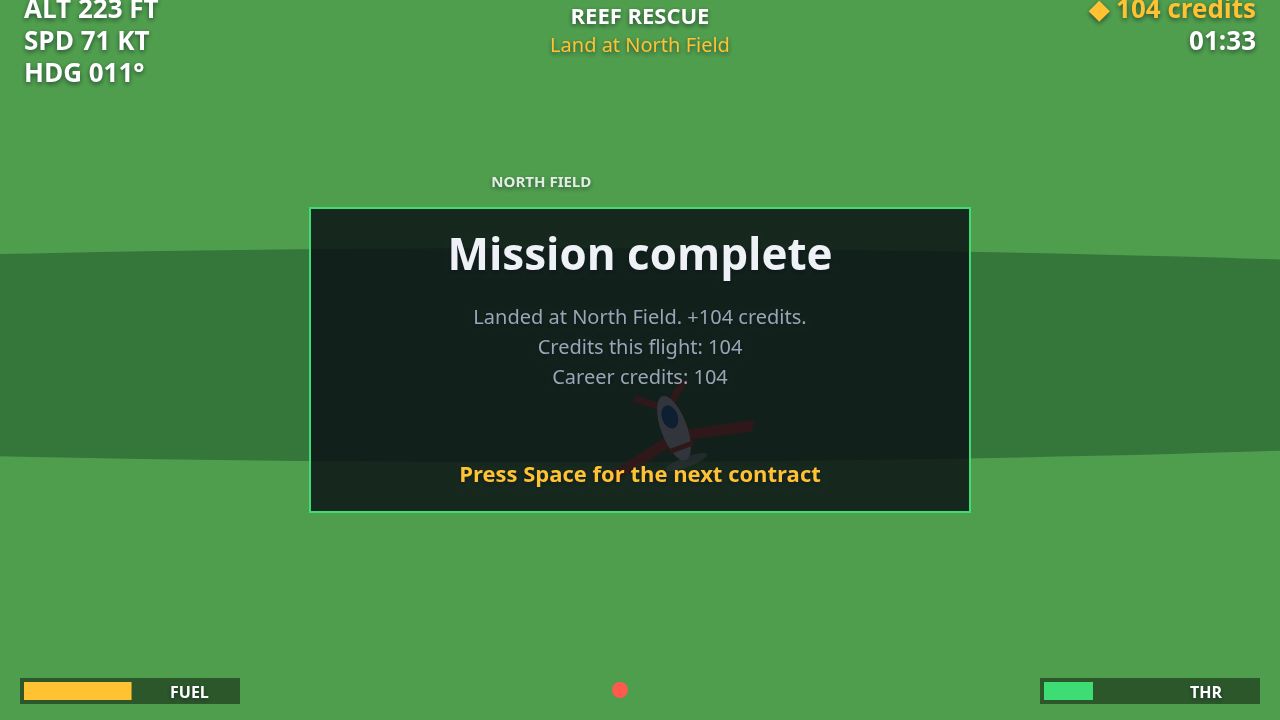 ALT 223 FT
SPD 71 KT
HDG 011°
REEF RESCUE
Land at North Field
◆ 104 credits
01:33
NORTH FIELD
Mission complete
Landed at North Field. +104 credits.
Credits this flight: 104
Career credits: 104
Press Space for the next contract
FUEL
THR